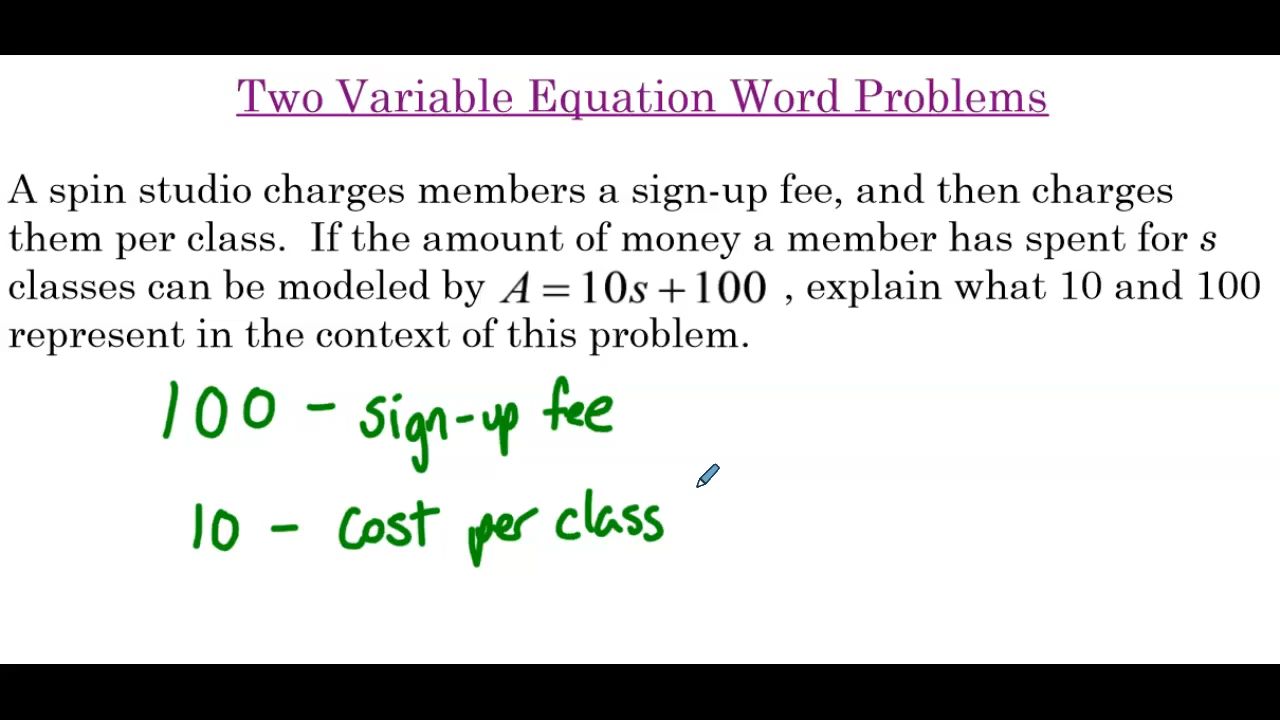 Two Variable Equation Word Problems
A spin studio charges members a sign-up fee, and then charges
them per class.  If the amount of money a member has spent for s
classes can be modeled by A = 10s + 100 , explain what 10 and 100
represent in the context of this problem.
100 - sign-up fee
10 - cost per class